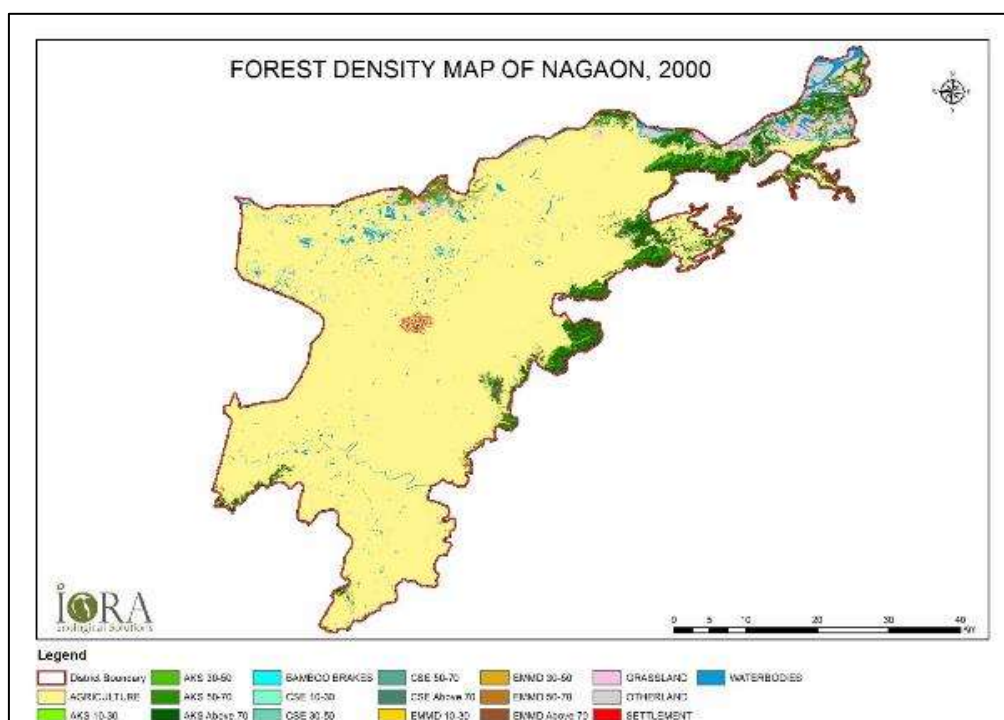 FOREST DENSITY MAP OF NAGAON, 2000
IORA
Ecological Solutions
0 5 10 20 30 40
KM
Legend
District Boundary AKS 30-50 BAMBOO BRAKES CSE 50-70 EMMD 30-50 GRASSLAND WATERBODIES
AGRICULTURE AKS 50-70 CSE 10-30 CSE Above 70 EMMD 50-70 OTHERLAND
AKS 10-30 AKS Above 70 CSE 30-50 EMMD 10-30 EMMD Above 70 SETTLEMENT